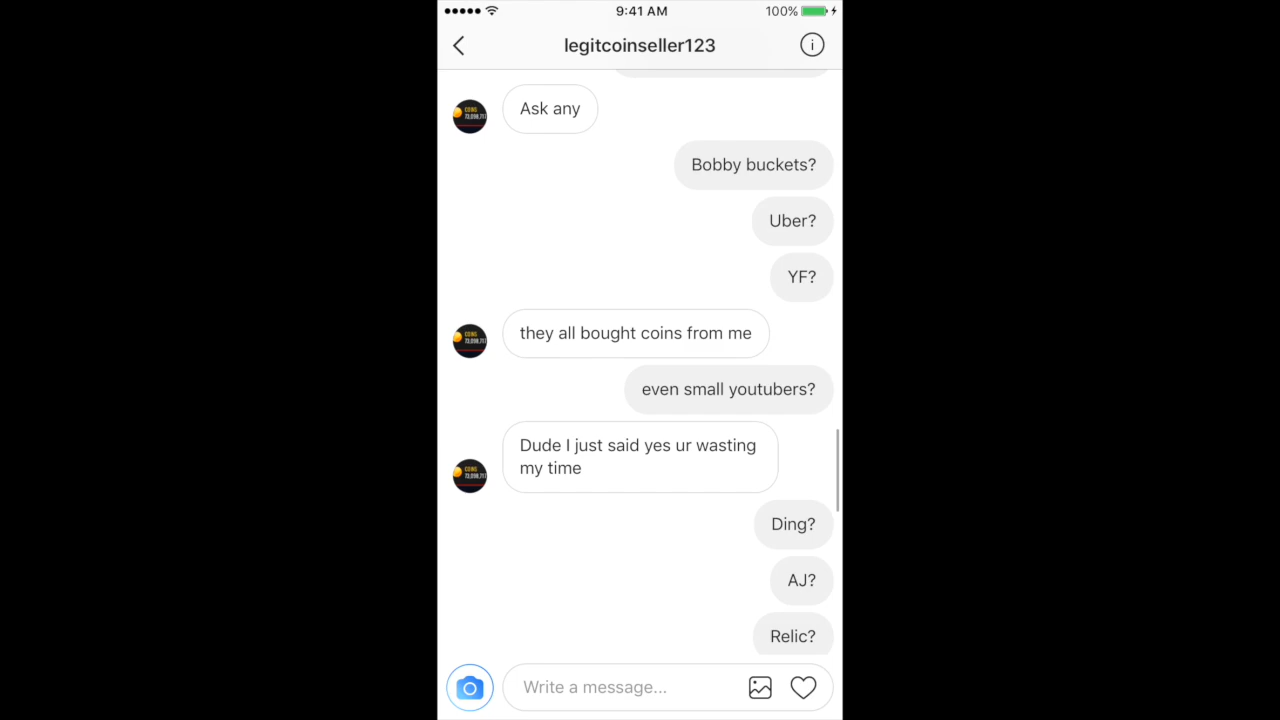 9:41 AM
100%
legitcoinseller123
Ask any
Bobby buckets?
Uber?
YF?
they all bought coins from me
even small youtubers?
Dude I just said yes ur wasting
my time
Ding?
AJ?
Relic?
Write a message...